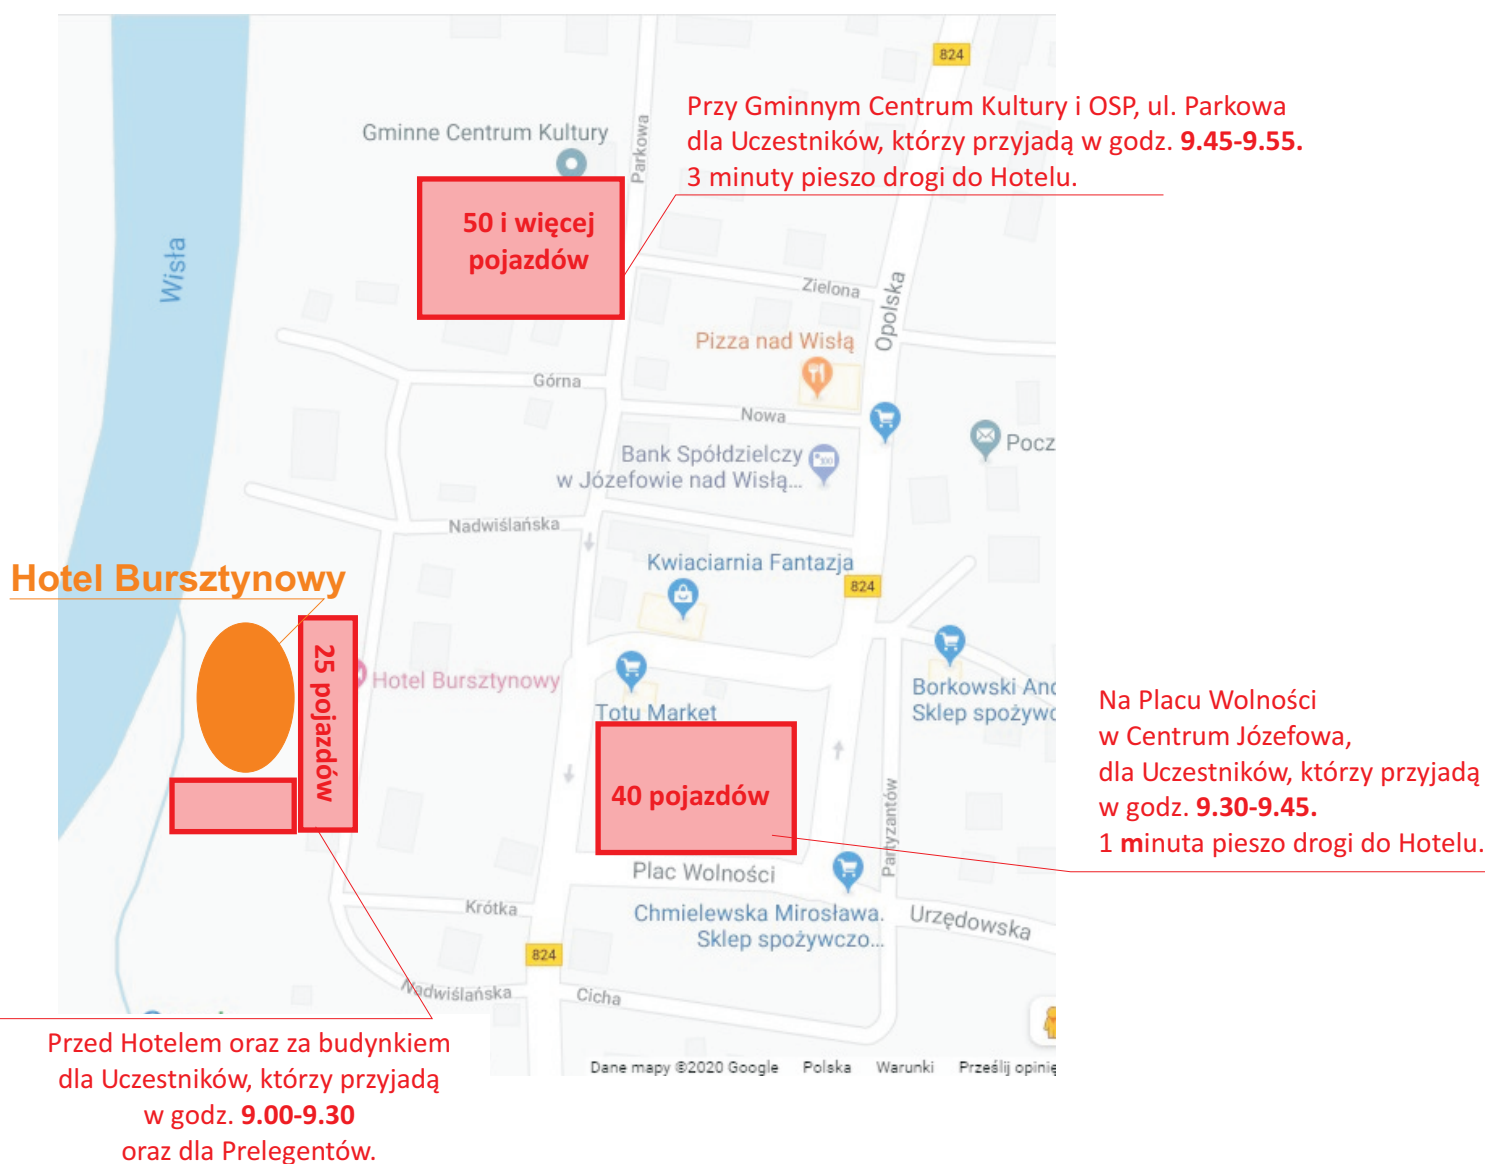 824
Przy Gminnym Centrum Kultury i OSP, ul. Parkowa
dla Uczestników, którzy przyjadą w godz. 9.45-9.55.
3 minuty pieszo drogi do Hotelu.
Gminne Centrum Kultury
Parkowa
50 i więcej
pojazdów
Wisła
Zielona
Opolska
Pizza nad Wisłą
Górna
Nowa
Bank Spółdzielczy
w Józefowie nad Wisłą...
Pocz
Nadwiślańska
Kwiaciarnia Fantazja
824
Hotel Bursztynowy
25 pojazdów
Hotel Bursztynowy
Totu Market
Borkowski And
Sklep spożywc
40 pojazdów
Na Placu Wolności
w Centrum Józefowa,
dla Uczestników, którzy przyjadą
w godz. 9.30-9.45.
1 minuta pieszo drogi do Hotelu.
Partyzantów
Plac Wolności
Krótka
Chmielewska Mirosława.
Sklep spożywczo...
Urzędowska
824
Nadwiślańska
Cicha
Dane mapy ©2020 Google Polska Warunki Prześlij opinię
Przed Hotelem oraz za budynkiem
dla Uczestników, którzy przyjadą
w godz. 9.00-9.30
oraz dla Prelegentów.